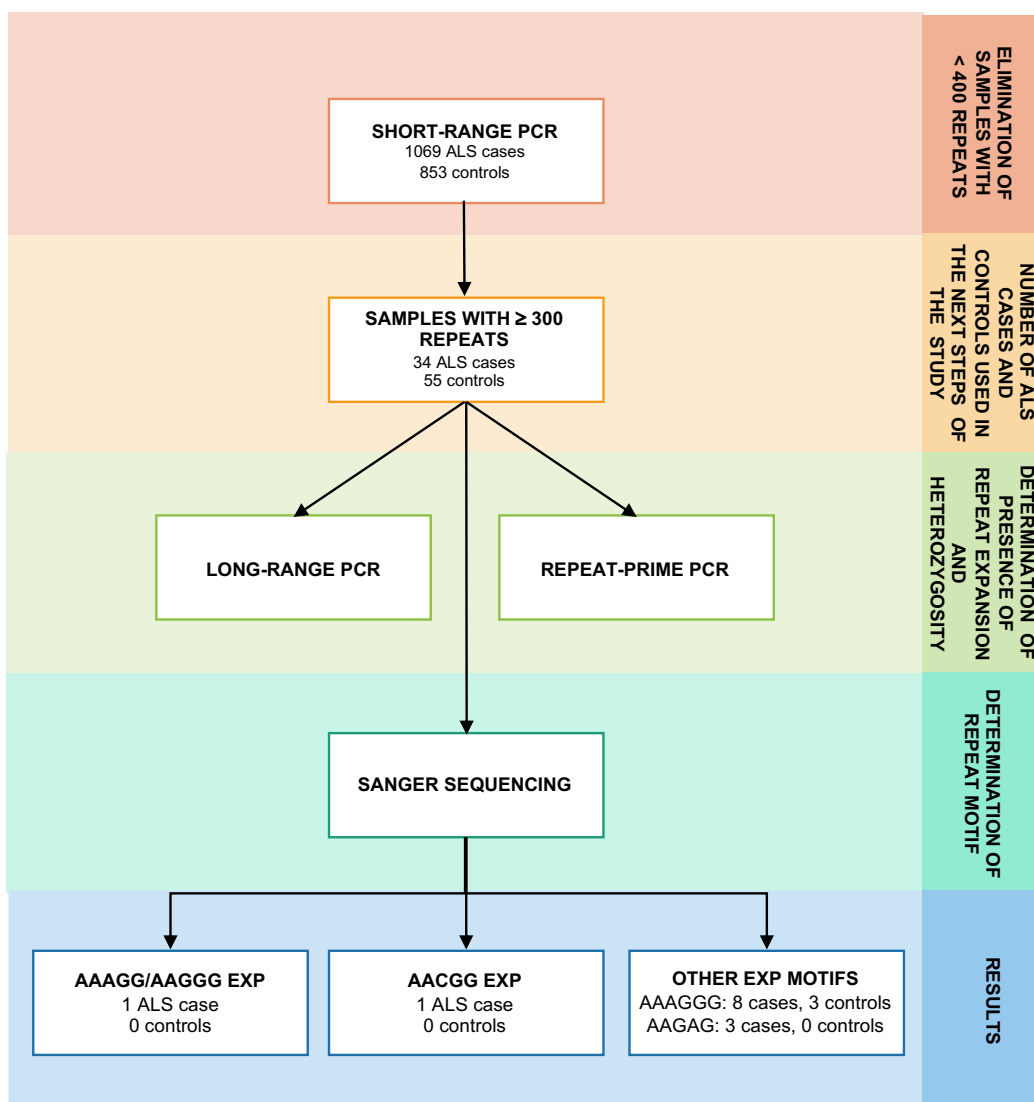 SHORT-RANGE PCR
1069 ALS cases
853 controls
ELIMINATION OF
SAMPLES WITH
< 400 REPEATS
SAMPLES WITH ≥ 300
REPEATS
34 ALS cases
55 controls
NUMBER OF ALS
CASES AND
CONTROLS USED IN
THE NEXT STEPS OF
THE STUDY
LONG-RANGE PCR
REPEAT-PRIME PCR
DETERMINATION OF
PRESENCE OF
REPEAT EXPANSION
AND
HETEROZYGOSITY
SANGER SEQUENCING
DETERMINATION OF
REPEAT MOTIF
AAAGG/AAGGG EXP
1 ALS case
0 controls
AACGG EXP
1 ALS case
0 controls
OTHER EXP MOTIFS
AAAGGG: 8 cases, 3 controls
AAGAG: 3 cases, 0 controls
RESULTS